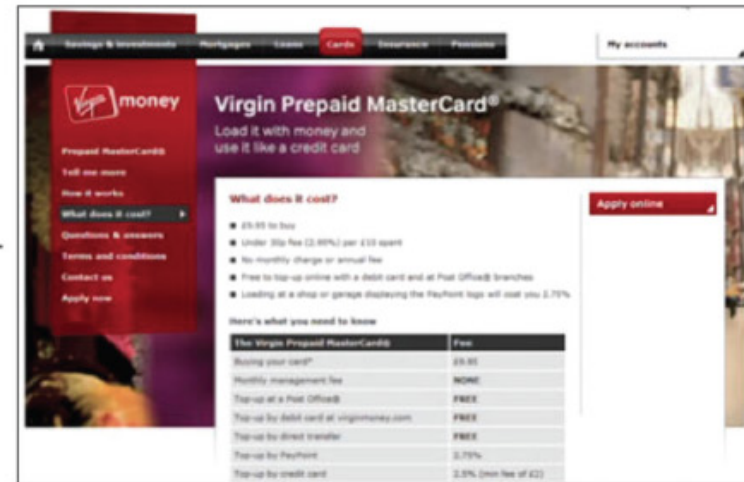 Savings & investments Mortgages Loans Cards Insurance Pensions My accounts
Virgin money
Prepaid MasterCard®
Tell me more
How it works
What does it cost?
Questions & answers
Terms and conditions
Contact us
Apply now
Virgin Prepaid MasterCard®
Load it with money and
use it like a credit card
What does it cost?
£9.95 to buy
Under 30p fee (2.95%) per £10 spent
No monthly charge or annual fee
Free to top-up online with a debit card and at Post Office® branches
Loading at a shop or garage displaying the PayPoint logo will cost you 2.75%
Here's what you need to know
The Virgin Prepaid MasterCard® Fee
Buying your card* £9.95
Monthly management fee NONE
Top-up at a Post Office® FREE
Top-up by debit card at virginmoney.com FREE
Top-up by direct transfer FREE
Top-up by PayPoint 2.75%
Top-up by credit card 2.5% (min fee of £2)
Apply online